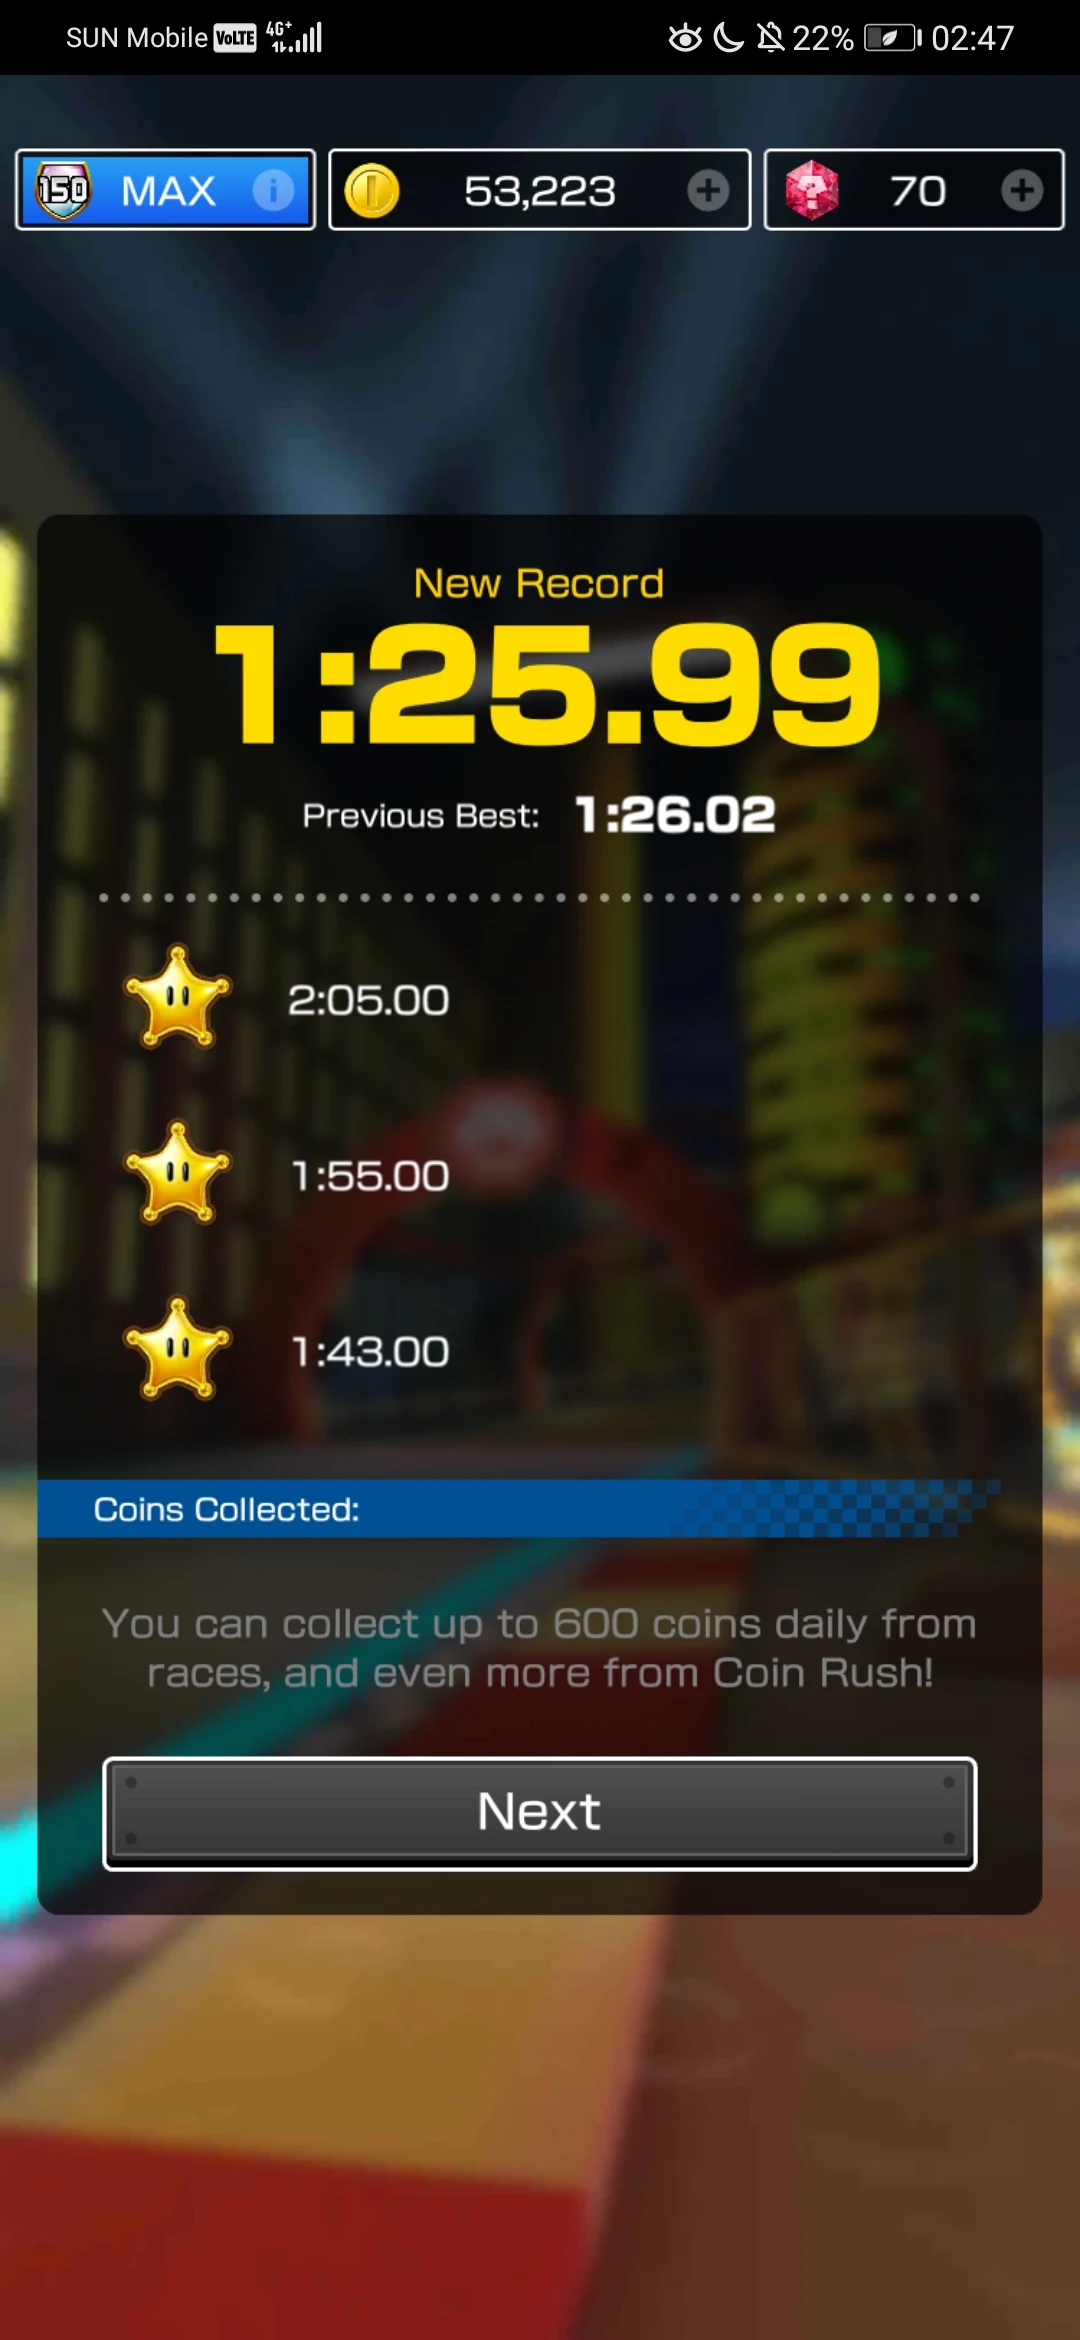 SUN Mobile VoLTE 4G+ 22% 02:47
150 MAX i 53,223 + 70 +
New Record
1:25.99
Previous Best: 1:26.02
2:05.00
1:55.00
1:43.00
Coins Collected:
You can collect up to 600 coins daily from
races, and even more from Coin Rush!
Next